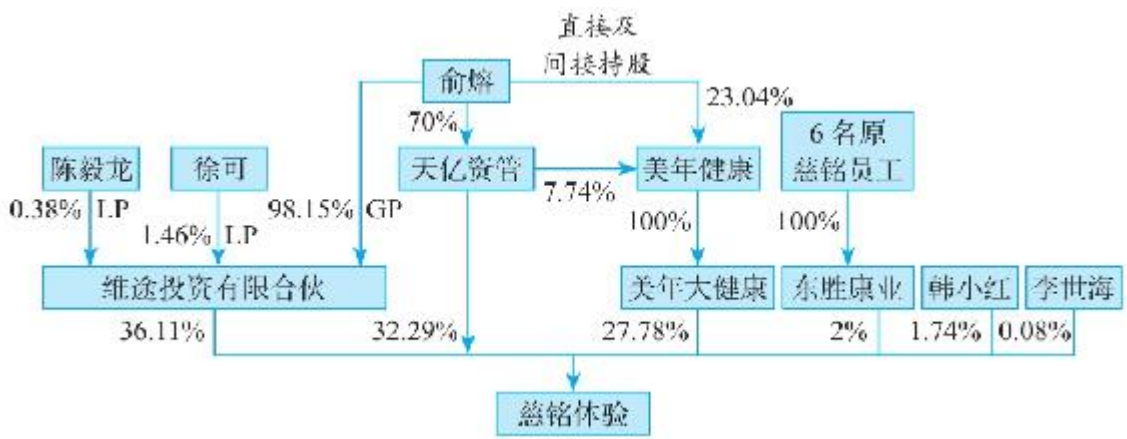 直接及
间接持股
俞熔
23.04%
70%
6 名原
慈铭员工
陈毅龙
徐可
天亿资管
美年健康
7.74%
0.38% LP
98.15% GP
100%
100%
1.46% LP
维途投资有限合伙
美年大健康
东胜康业
韩小红
李世海
36.11%
32.29%
27.78%
2%
1.74%
0.08%
慈铭体验